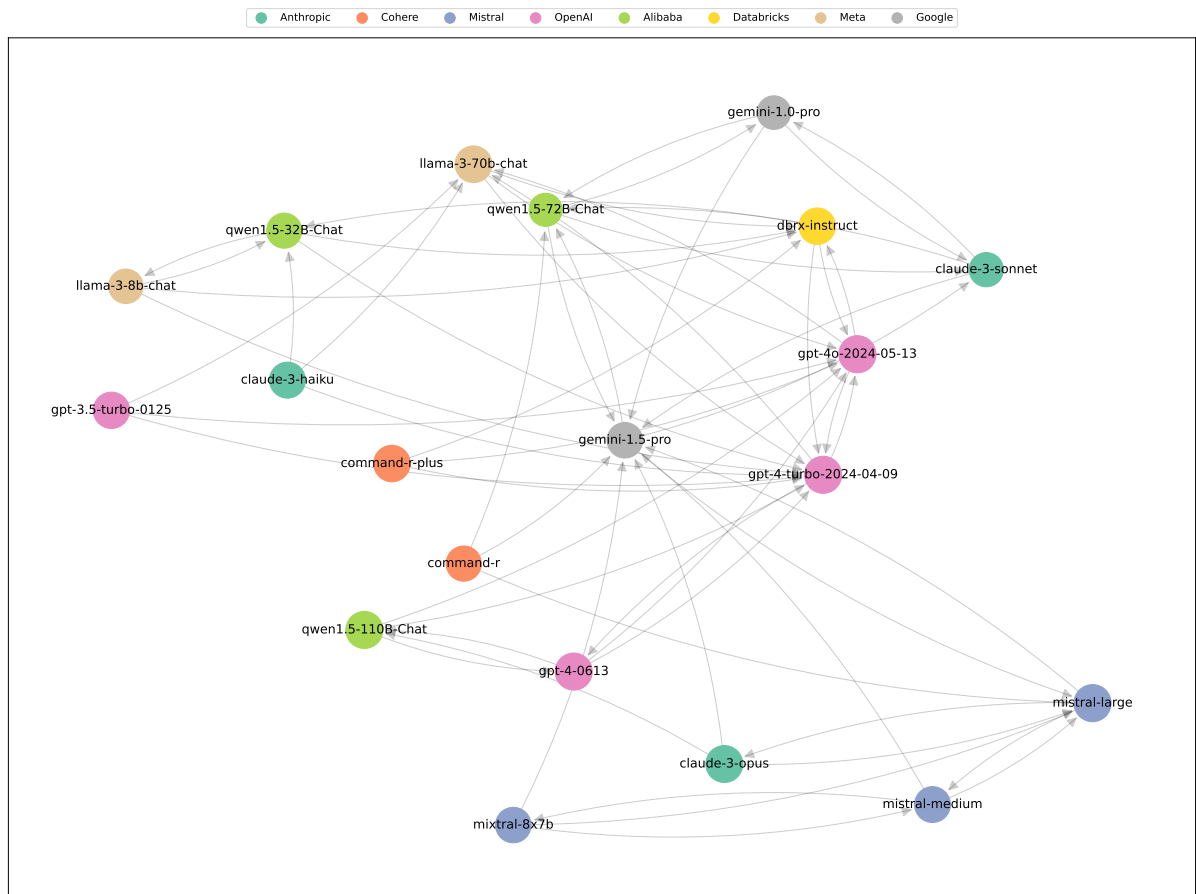 Anthropic Cohere Mistral OpenAI Alibaba Databricks Meta Google
gemini-1.0-pro
llama-3-70b-chat
qwen1.5-72B-Chat
dbrx-instruct
qwen1.5-32B-Chat
claude-3-sonnet
llama-3-8b-chat
gpt-4o-2024-05-13
claude-3-haiku
gpt-3.5-turbo-0125
gemini-1.5-pro
command-r-plus
gpt-4-turbo-2024-04-09
command-r
qwen1.5-110B-Chat
gpt-4-0613
mistral-large
claude-3-opus
mistral-medium
mixtral-8x7b